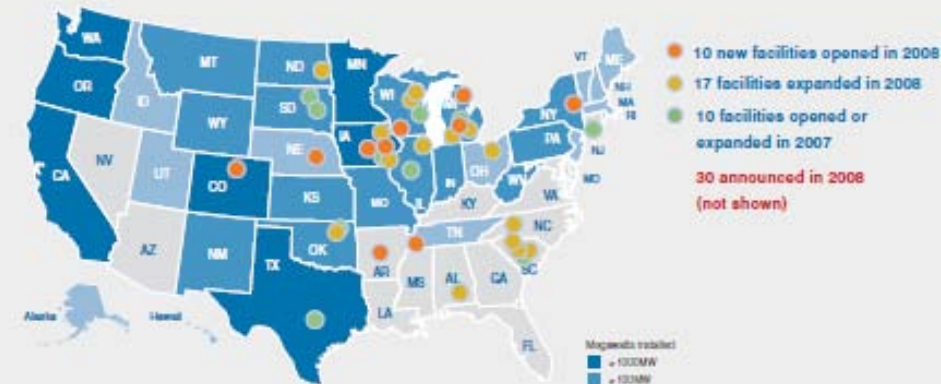 WA
MT
ND
MN
VT
ME
OR
ID
SD
WI
NH
WY
NY
MA
RI
IA
NE
PA
NV
UT
CO
IN
OH
NJ
CA
KS
MO
IL
WV
VA
KY
AZ
NM
OK
TN
NC
TX
AR
SC
MS
AL
GA
LA
FL
Alaska
Hawaii
10 new facilities opened in 2008
17 facilities expanded in 2008
10 facilities opened or
expanded in 2007
30 announced in 2008
(not shown)
Megawatts Installed